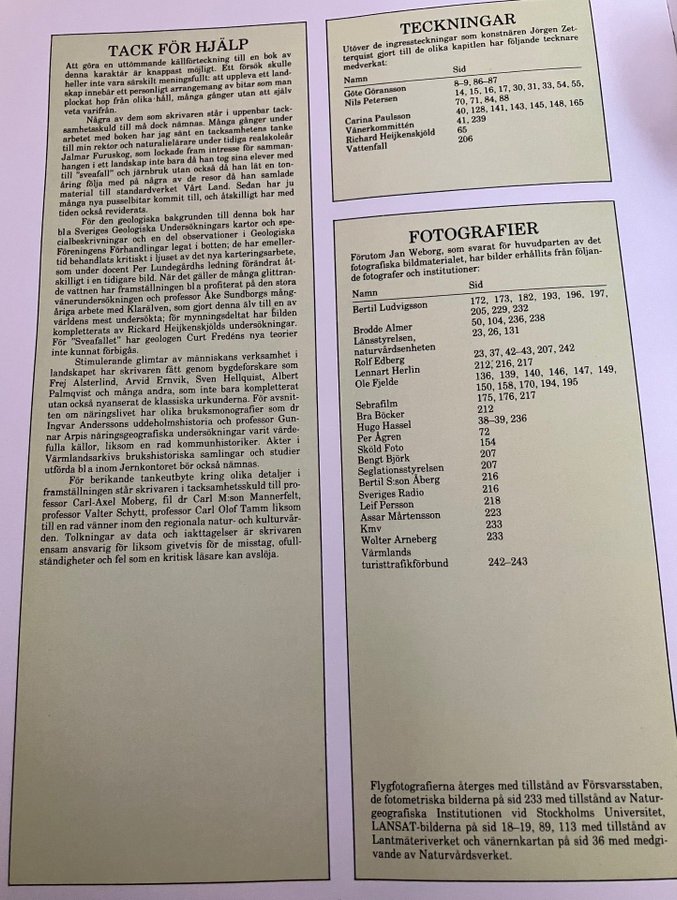 TACK FÖR HJÄLP
Att göra en uttömmande källförteckning till en bok av
denna karaktär är knappast möjligt. Ett försök skulle
heller inte vara särskilt meningsfullt: att uppleva ett land-
skap innebär ett personligt arrangemang av bitar som man
plockat hop från olika håll, många gånger utan att själv
veta varifrån.
Några av dem som skrivaren står i uppenbar tack-
samhetsskuld till må dock nämnas. Många gånger under
arbetet med boken har jag sänt en tacksamhetens tanke
till min rektor och naturalielärare under tidiga realskoleår
Jalmar Furuskog, som lockade fram intresse för samman-
hangen i ett landskap inte bara då han tog sina elever med
till "sveafall" och järnbruk utan också då han lät en ton-
åring följa med på några av de resor då han samlade
material till standardverket Vårt Land. Sedan har ju
många nya pusselbitar kommit till, och åtskilligt har med
tiden också reviderats.
För den geologiska bakgrunden till denna bok har
bl a Sveriges Geologiska Undersöknings kartor och spe-
cialbeskrivningar och en del observationer i Geologiska
Föreningens Förhandlingar legat i botten; de har emeller-
tid behandlats kritiskt i ljuset av det nya karteringsarbete,
som under docent Per Lundegårdhs ledning förändrat åt-
skilligt i en tidigare bild. När det gäller de många glittran-
de vattnen har framställningen bl a profiterat på den stora
vänerundersökningen och professor Åke Sundborgs mång-
åriga arbete med Klarälven, som gjort denna älv till en av
världens mest undersökta; för mynningsdeltat har bilden
kompletterats av Rickard Heijkenskjölds undersökningar.
För "Sveafallet" har geologen Curt Fredéns nya teorier
inte kunnat förbigås.
Stimulerande glimtar av människans verksamhet i
landskapet har skrivaren fått genom bygdeforskare som
Frej Alsterlind, Arvid Ernvik, Sven Hellquist, Albert
Palmqvist och många andra, som inte bara kompletterat
utan också nyanserat de klassiska urkunderna. För avsnit-
ten om näringslivet har olika bruksmonografier som dr
Ingvar Anderssons uddeholmshistoria och professor Gun-
nar Arpis näringsgeografiska undersökningar varit värde-
fulla källor, liksom en rad kommunhistoriker. Akter i
Värmlandsarkivs brukshistoriska samlingar och studier
utförda bl a inom Jernkontoret bör också nämnas.
För berikande tankeutbyte kring olika detaljer i
framställningen står skrivaren i tacksamhetsskuld till pro-
fessor Carl-Axel Moberg, fil dr Carl M:son Mannerfelt,
professor Valter Schytt, professor Carl Olof Tamm liksom
till en rad vänner inom den regionala natur- och kulturvår-
den. Tolkningar av data och iakttagelser är skrivaren
ensam ansvarig för liksom givetvis för de misstag, ofull-
ständigheter och fel som en kritisk läsare kan avslöja.
TECKNINGAR
Utöver de ingressteckningar som konstnären Jörgen Zet-
terquist gjort till de olika kapitlen har följande tecknare
medverkat:
Namn Sid
Göte Göransson 8–9, 86–87
Nils Petersen 14, 15, 16, 17, 30, 31, 33, 54, 55,
70, 71, 84, 88
Carina Paulsson 40, 128, 141, 143, 145, 148, 165
Vänerkommittén 41, 239
Richard Heijkenskjöld 65
Vattenfall 206
FOTOGRAFIER
Förutom Jan Weborg, som svarat för huvudparten av det
fotografiska bildmaterialet, har bilder erhållits från följan-
de fotografer och institutioner:
Namn Sid
Bertil Ludvigsson 172, 173, 182, 193, 196, 197,
205, 229, 232
Brodde Almer 50, 104, 236, 238
Länsstyrelsen, 23, 26, 131
naturvårdsenheten
Rolf Edberg 23, 37, 42–43, 207, 242
Lennart Herlin 212, 216, 217
Ole Fjelde 136, 139, 140, 146, 147, 149,
150, 158, 170, 194, 195
Sebrafilm 175, 176, 217
Bra Böcker 212
Hugo Hassel 38–39, 236
Per Ågren 72
Sköld Foto 154
Bengt Björk 207
Seglationsstyrelsen 207
Bertil S:son Åberg 216
Sveriges Radio 216
Leif Persson 218
Assar Mårtensson 223
Kmv 233
Wolter Arneberg 233
Värmlands
turisttrafikförbund 242–243
Flygfotografierna återges med tillstånd av Försvarsstaben,
de fotometriska bilderna på sid 233 med tillstånd av Natur-
geografiska Institutionen vid Stockholms Universitet,
LANSAT-bilderna på sid 18–19, 89, 113 med tillstånd av
Lantmäteriverket och vänernkartan på sid 36 med medgi-
vande av Naturvårdsverket.